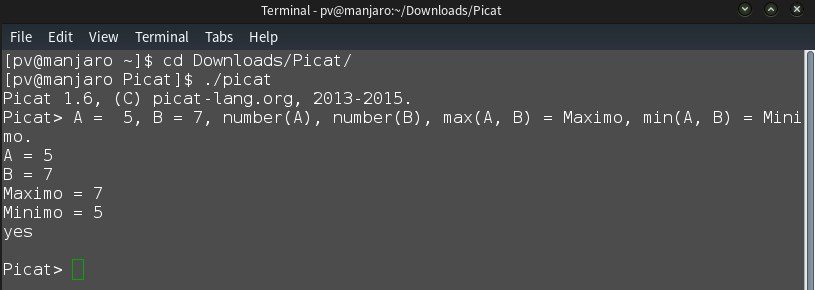 Terminal - pv@manjaro:~/Downloads/Picat
File Edit View Terminal Tabs Help
[pv@manjaro ~]$ cd Downloads/Picat/
[pv@manjaro Picat]$ ./picat
Picat 1.6, (C) picat-lang.org, 2013-2015.
Picat> A =  5, B = 7, number(A), number(B), max(A, B) = Maximo, min(A, B) = Mini
mo.
A = 5
B = 7
Maximo = 7
Minimo = 5
yes
Picat>